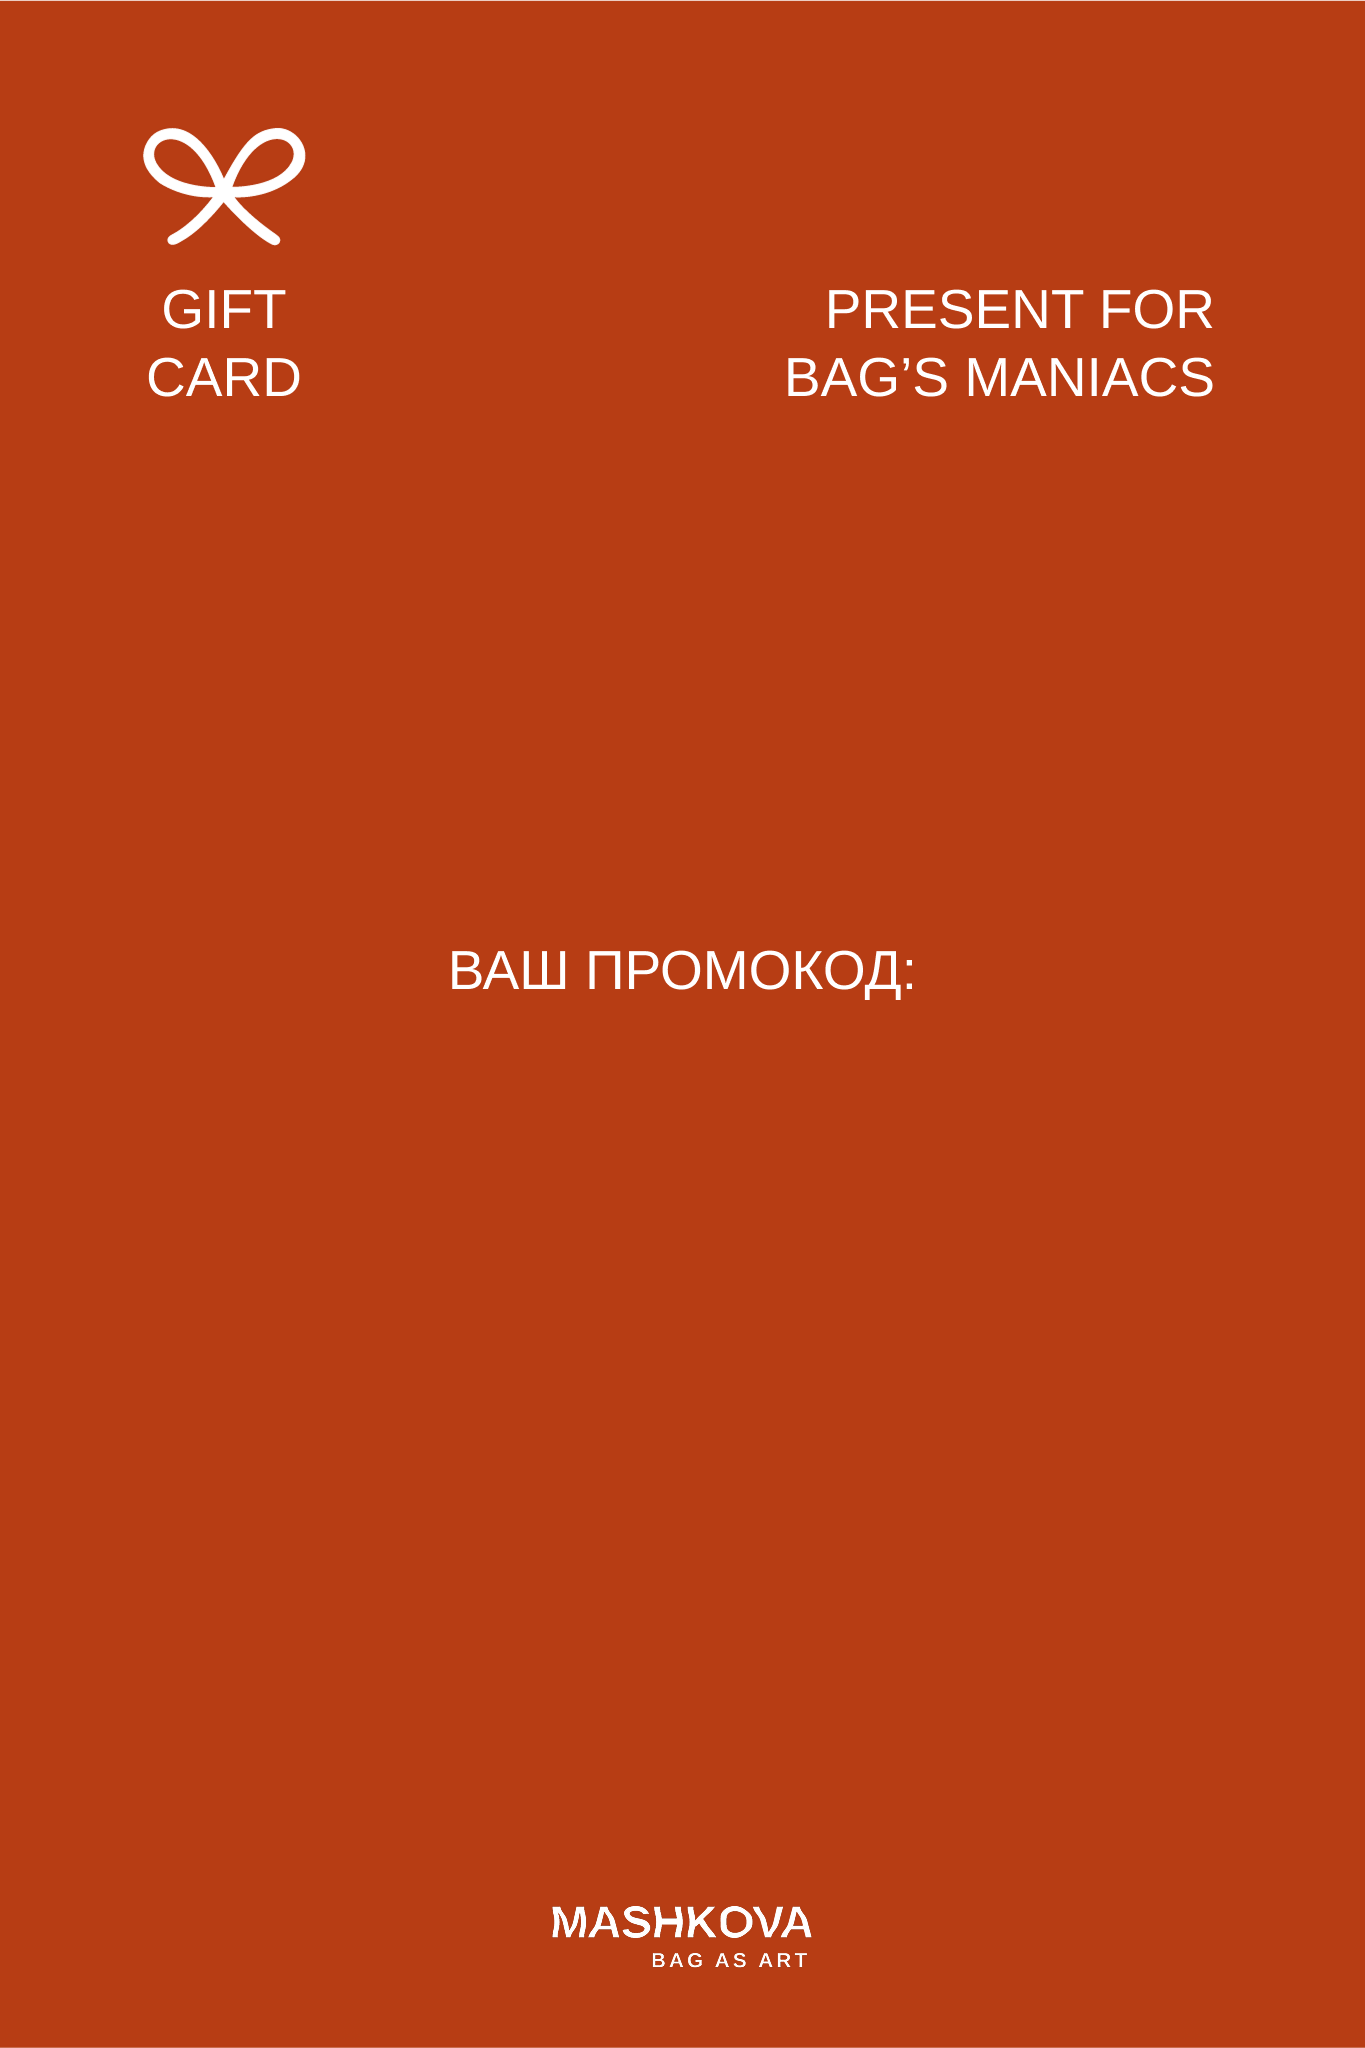 GIFT
CARD
PRESENT FOR
BAG’S MANIACS
ВАШ ПРОМОКОД:
MASHKOVA
BAG AS ART